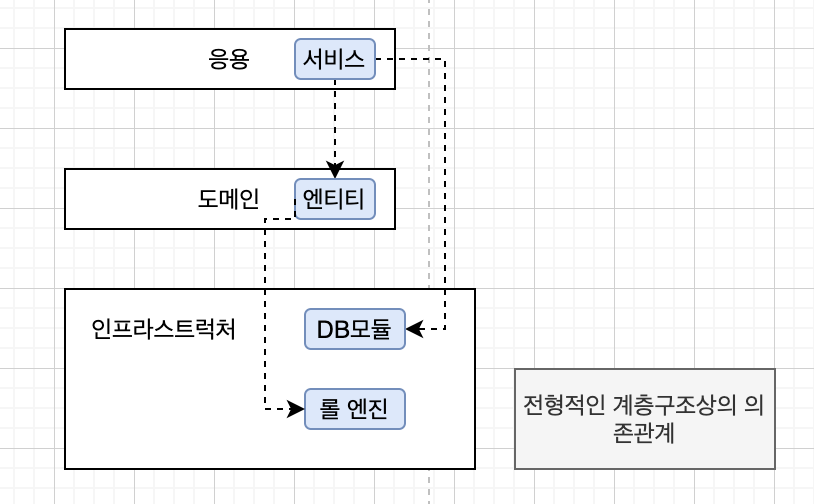 응용
서비스
도메인
엔티티
인프라스트럭처
DB모듈
롤 엔진
전형적인 계층구조상의 의
존관계